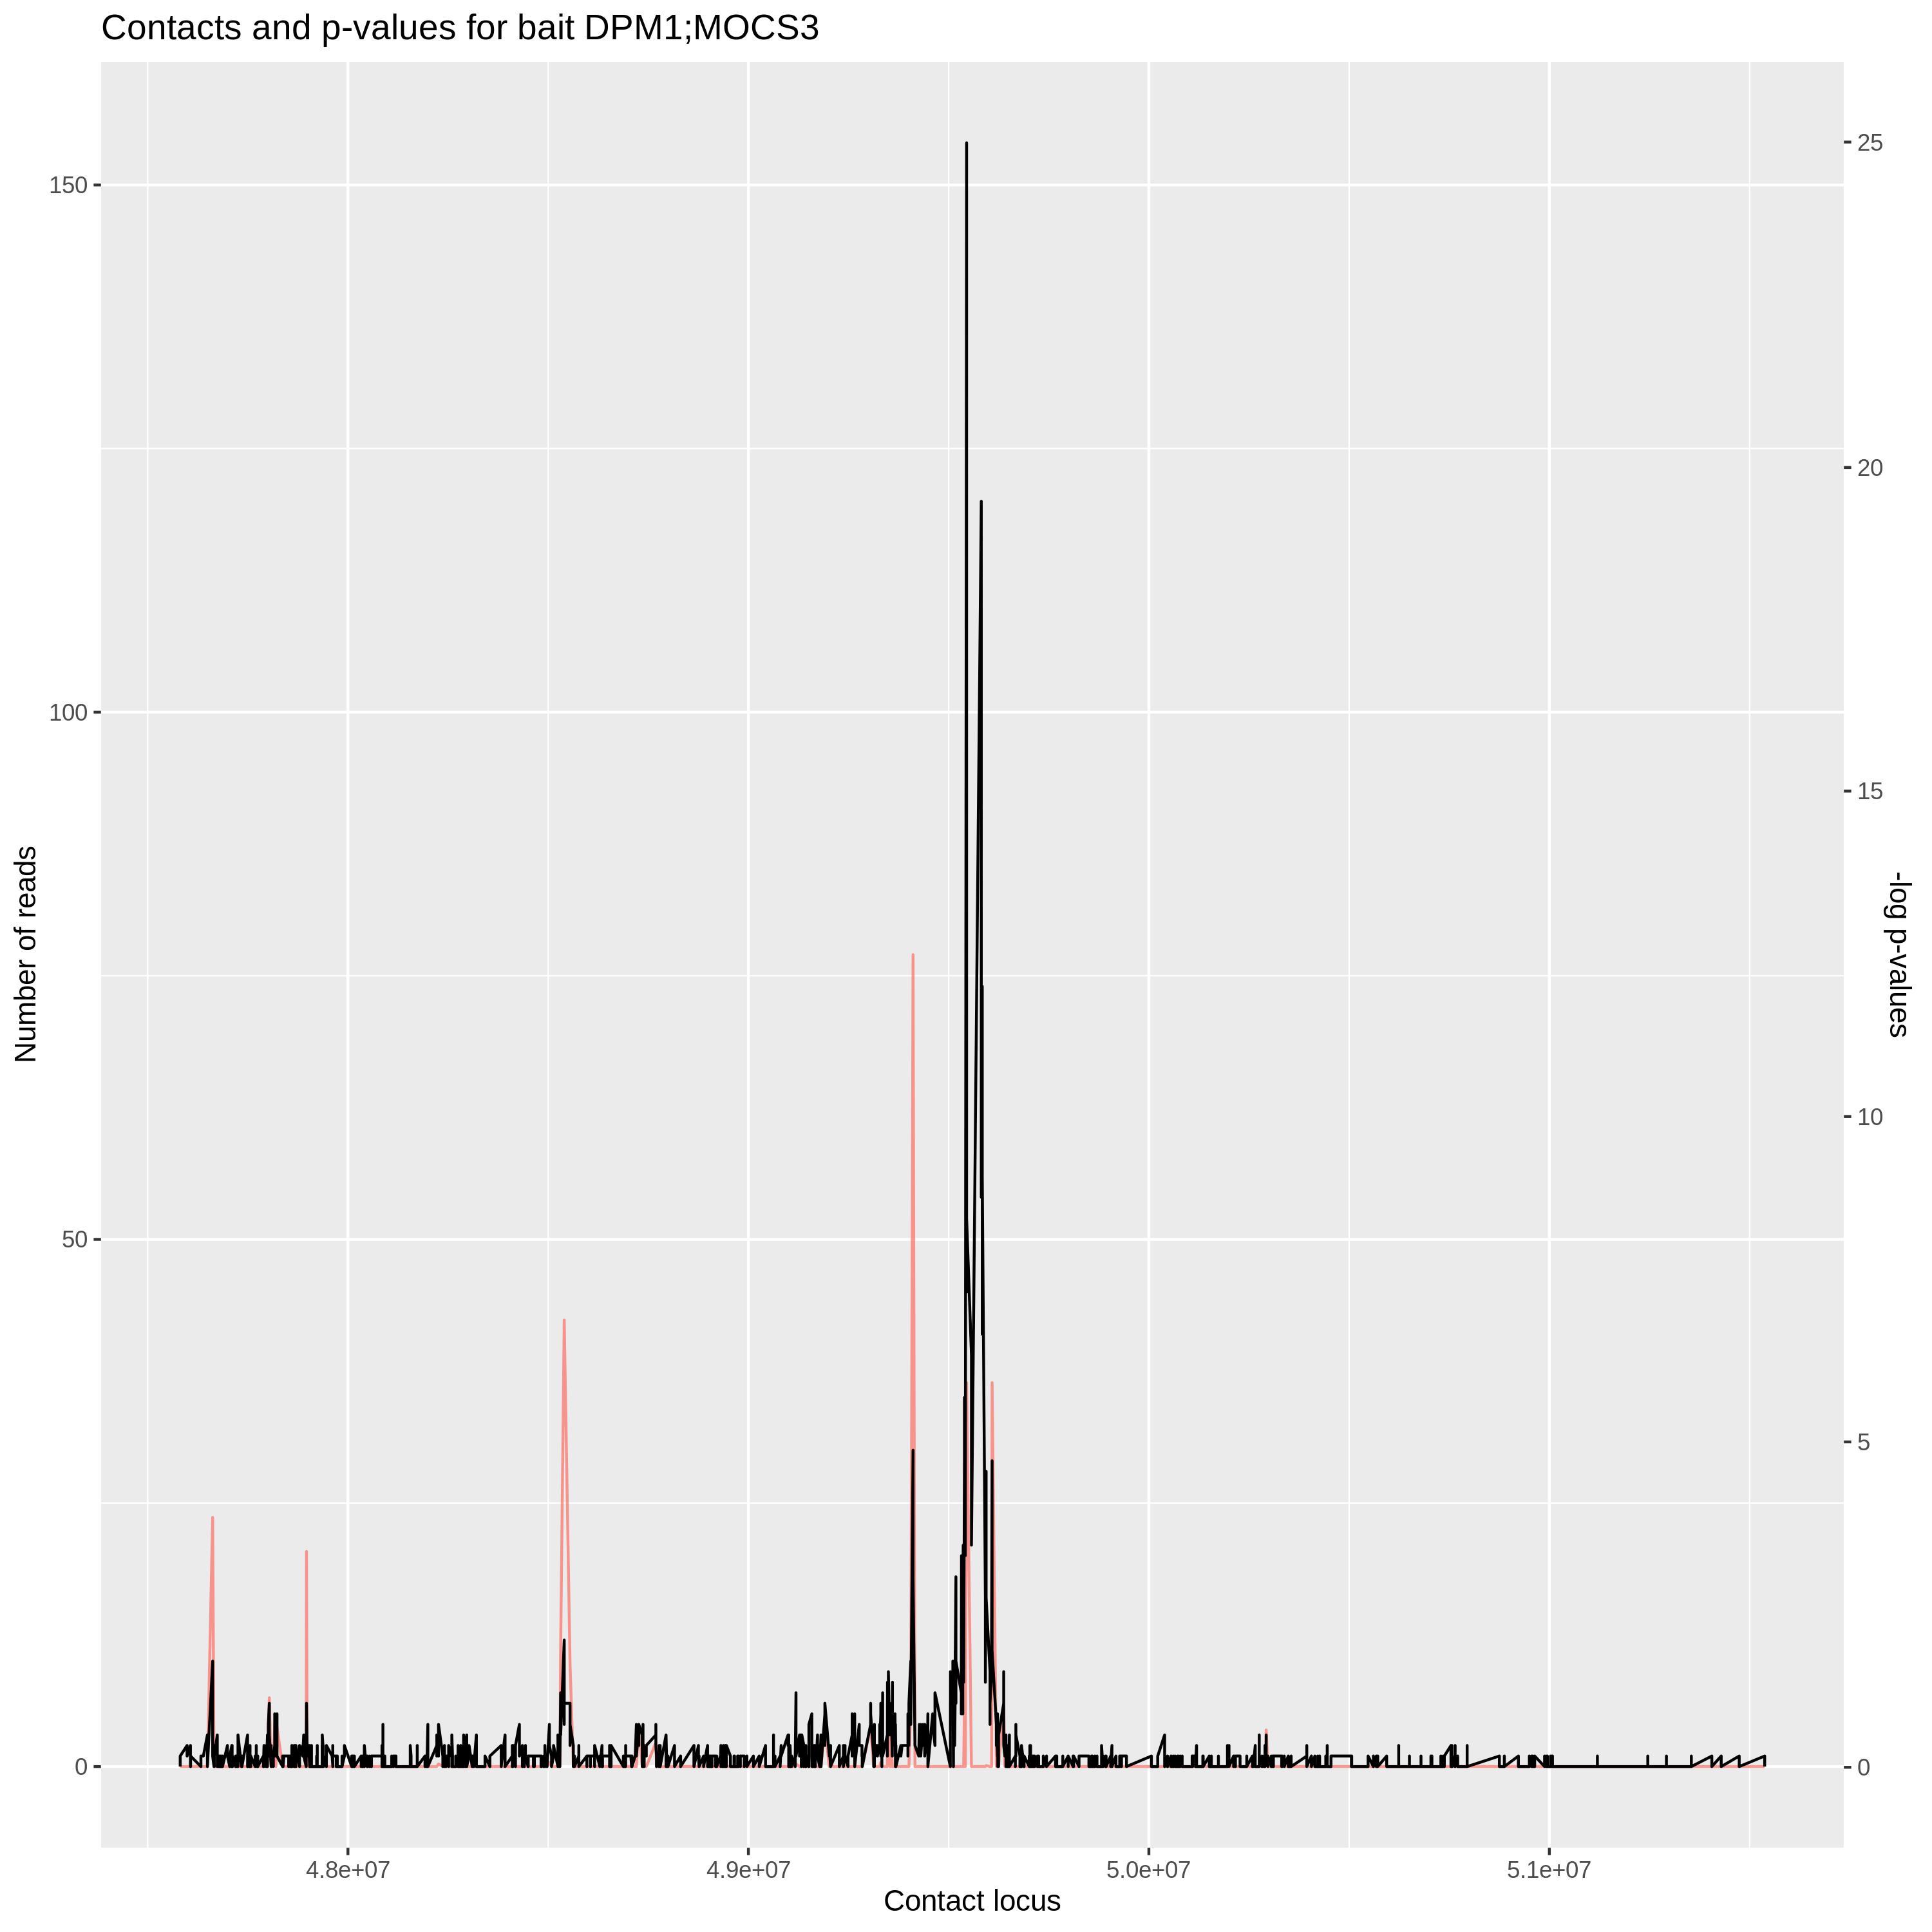 Contacts and p-values for bait DPM1;MOCS3
150
100
50
0
Number of reads
25
20
15
10
5
0
-log p-values
4.8e+07
4.9e+07
5.0e+07
5.1e+07
Contact locus